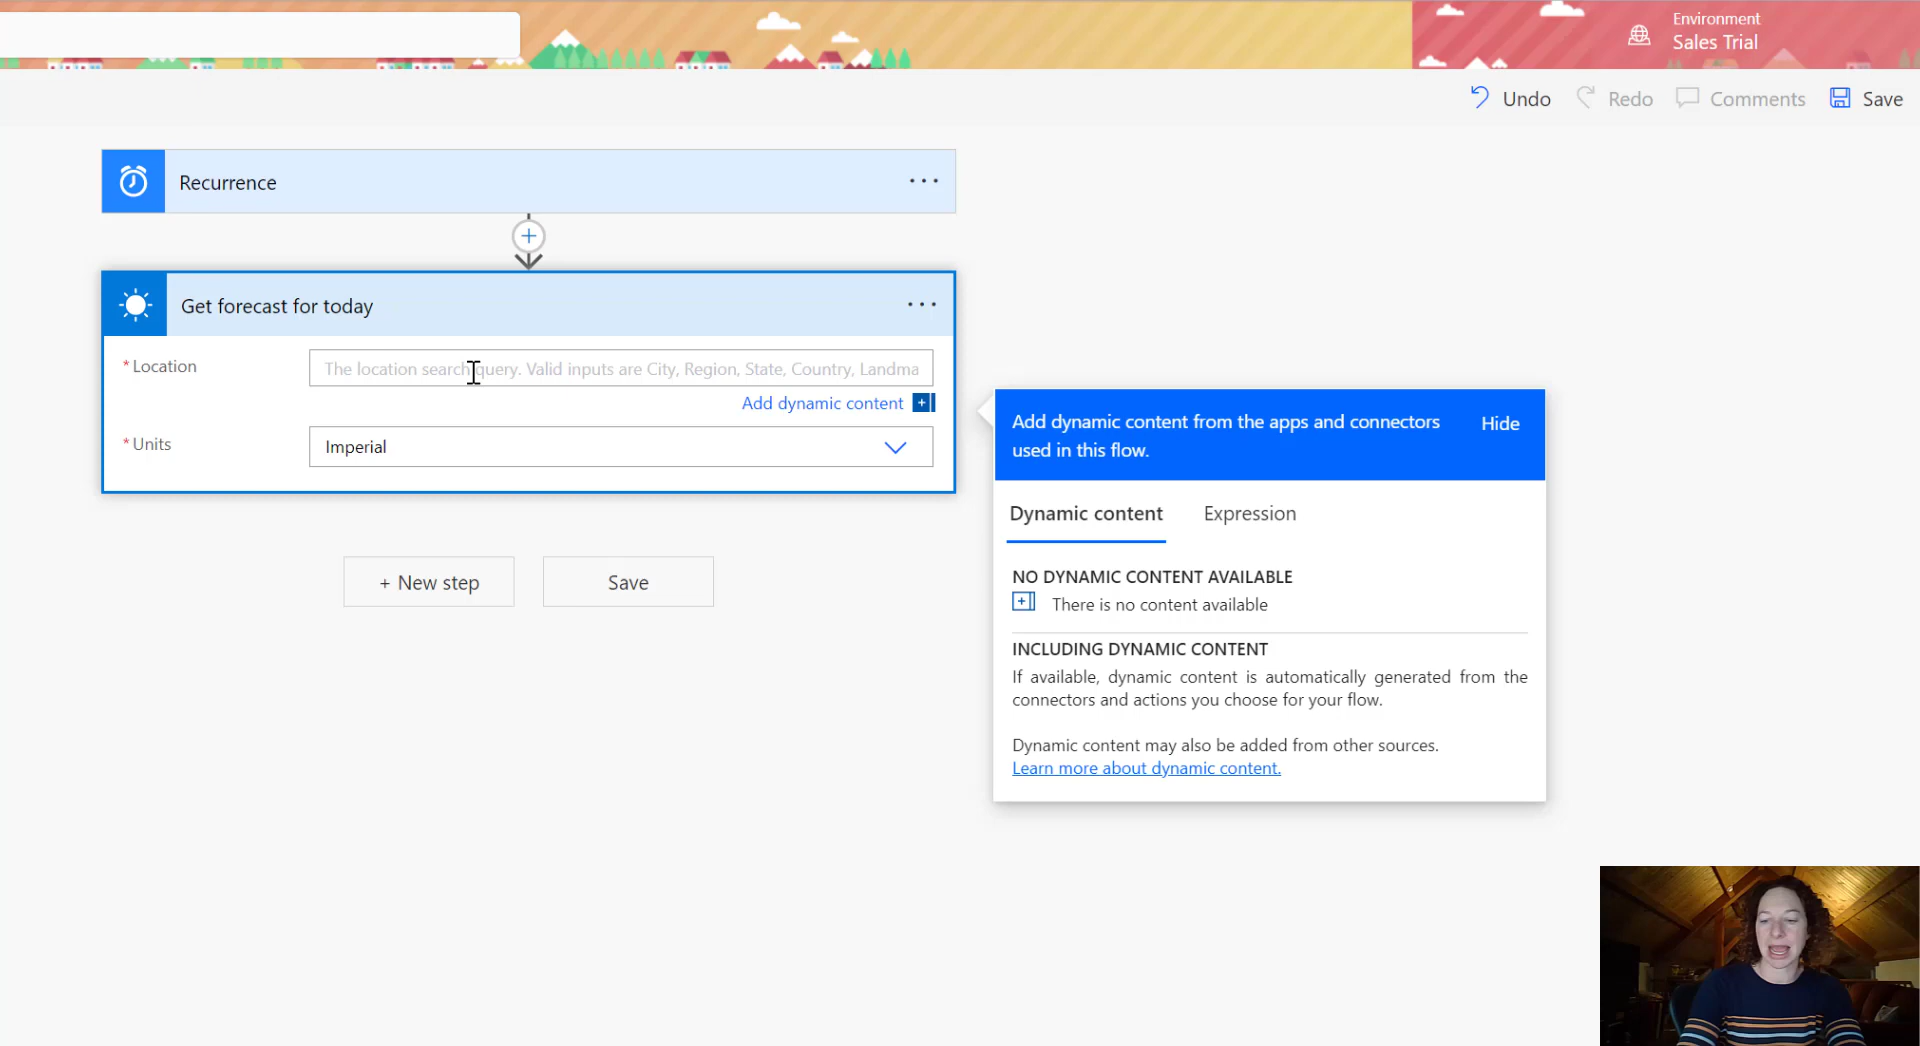 Environment
Sales Trial
Undo
Redo
Comments
Save
Recurrence
Get forecast for today
* Location
The location search query. Valid inputs are City, Region, State, Country, Landma
Add dynamic content
* Units
Imperial
+ New step
Save
Add dynamic content from the apps and connectors
used in this flow.
Hide
Dynamic content
Expression
NO DYNAMIC CONTENT AVAILABLE
There is no content available
INCLUDING DYNAMIC CONTENT
If available, dynamic content is automatically generated from the
connectors and actions you choose for your flow.
Dynamic content may also be added from other sources.
Learn more about dynamic content.